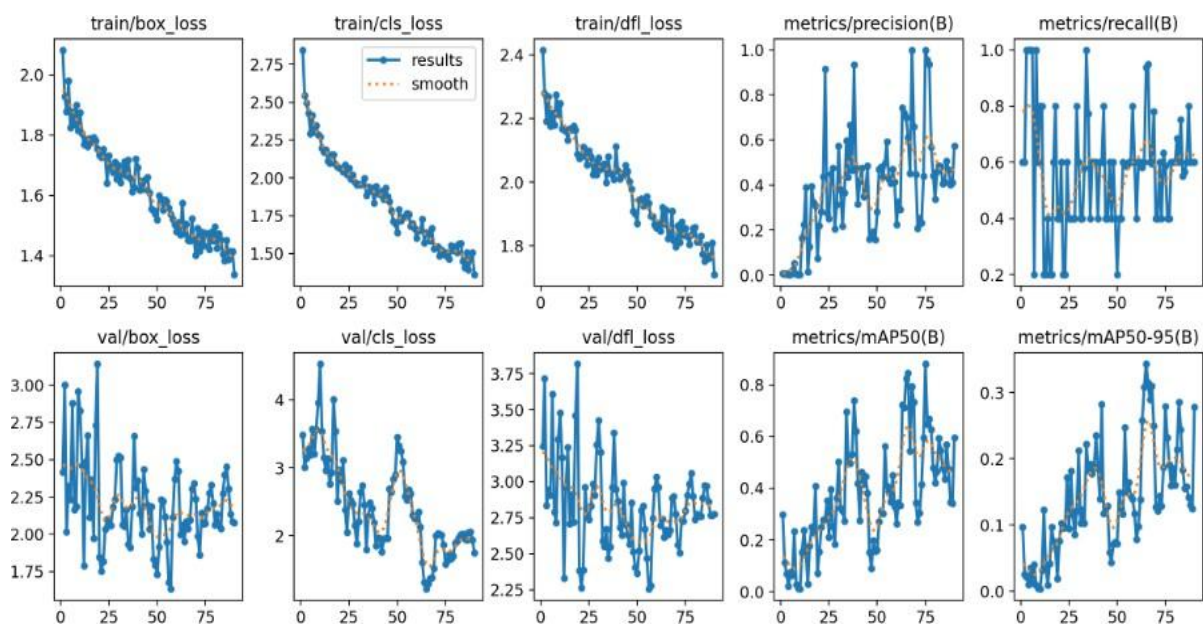 train/box_loss
train/cls_loss
train/dfl_loss
metrics/precision(B)
metrics/recall(B)
2.0
1.8
1.6
1.4
0 25 50 75
2.75
2.50
2.25
2.00
1.75
1.50
results
smooth
0 25 50 75
2.4
2.2
2.0
1.8
0 25 50 75
1.0
0.8
0.6
0.4
0.2
0.0
0 25 50 75
1.0
0.8
0.6
0.4
0.2
0 25 50 75
val/box_loss
val/cls_loss
val/dfl_loss
metrics/mAP50(B)
metrics/mAP50-95(B)
3.00
2.75
2.50
2.25
2.00
1.75
0 25 50 75
4
3
2
0 25 50 75
3.75
3.50
3.25
3.00
2.75
2.50
2.25
0 25 50 75
0.8
0.6
0.4
0.2
0.0
0 25 50 75
0.3
0.2
0.1
0.0
0 25 50 75